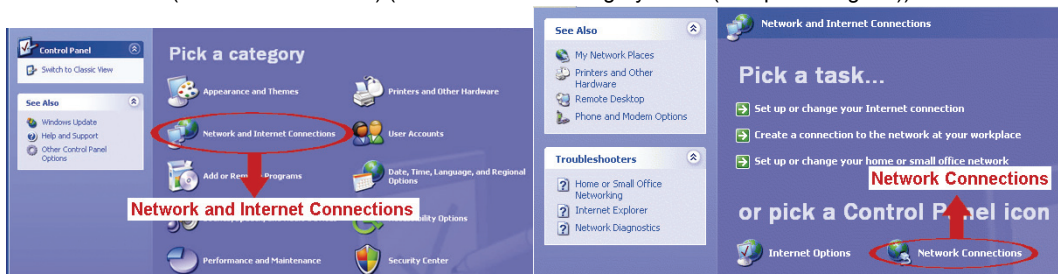 Control Panel
Switch to Classic View
See Also
Windows Update
Help and Support
Other Control Panel
Options
Pick a category
Appearance and Themes
Printers and Other Hardware
Network and Internet Connections
User Accounts
Add or Remove Programs
Date, Time, Language, and Regional
Options
Network and Internet Connections
Options
Performance and Maintenance
Security Center
See Also
My Network Places
Printers and Other
Hardware
Remote Desktop
Phone and Modem Options
Troubleshooters
Home or Small Office
Networking
Internet Explorer
Network Diagnostics
Network and Internet Connections
Pick a task...
Set up or change your Internet connection
Create a connection to the network at your workplace
Set up or change your home or small office network
Network Connections
or pick a Control Panel icon
Internet Options
Network Connections